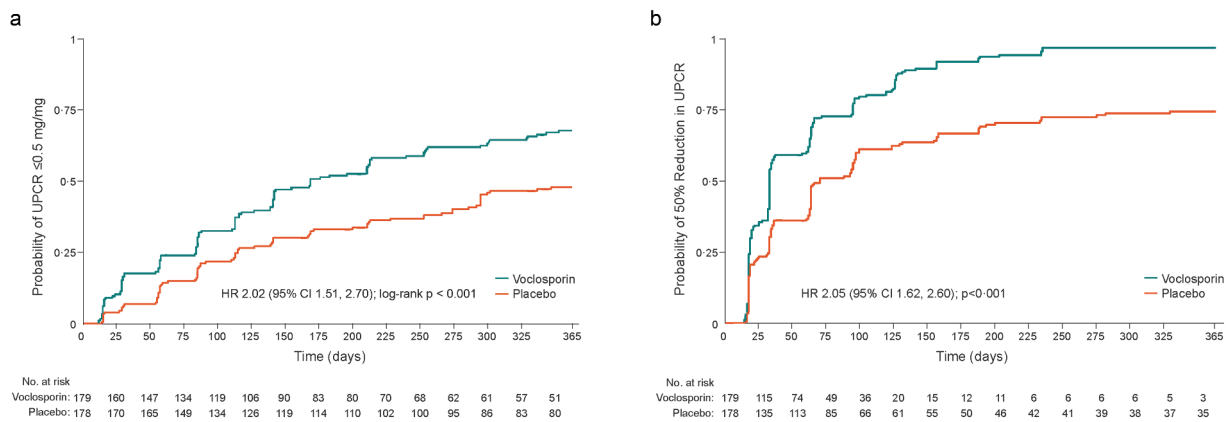 a
1
0·75
0·5
0·25
0
Probability of UPCR ≤0.5 mg/mg
Voclosporin
Placebo
HR 2.02 (95% CI 1.51, 2.70); log-rank p < 0.001
0 25 50 75 100 125 150 175 200 225 250 275 300 325 365
Time (days)
No. at risk
Voclosporin: 179 160 147 134 119 106 90 83 80 70 68 62 61 57 51
Placebo: 178 170 165 149 134 126 119 114 110 102 100 95 86 83 80
b
1
0·75
0·5
0·25
0
Probability of 50% Reduction in UPCR
Voclosporin
Placebo
HR 2.05 (95% CI 1.62, 2.60); p<0·001
0 25 50 75 100 125 150 175 200 225 250 275 300 325 365
Time (days)
No. at risk
Voclosporin: 179 115 74 49 36 20 15 12 11 6 6 6 6 5 3
Placebo: 178 135 113 85 66 61 55 50 46 42 41 39 38 37 35